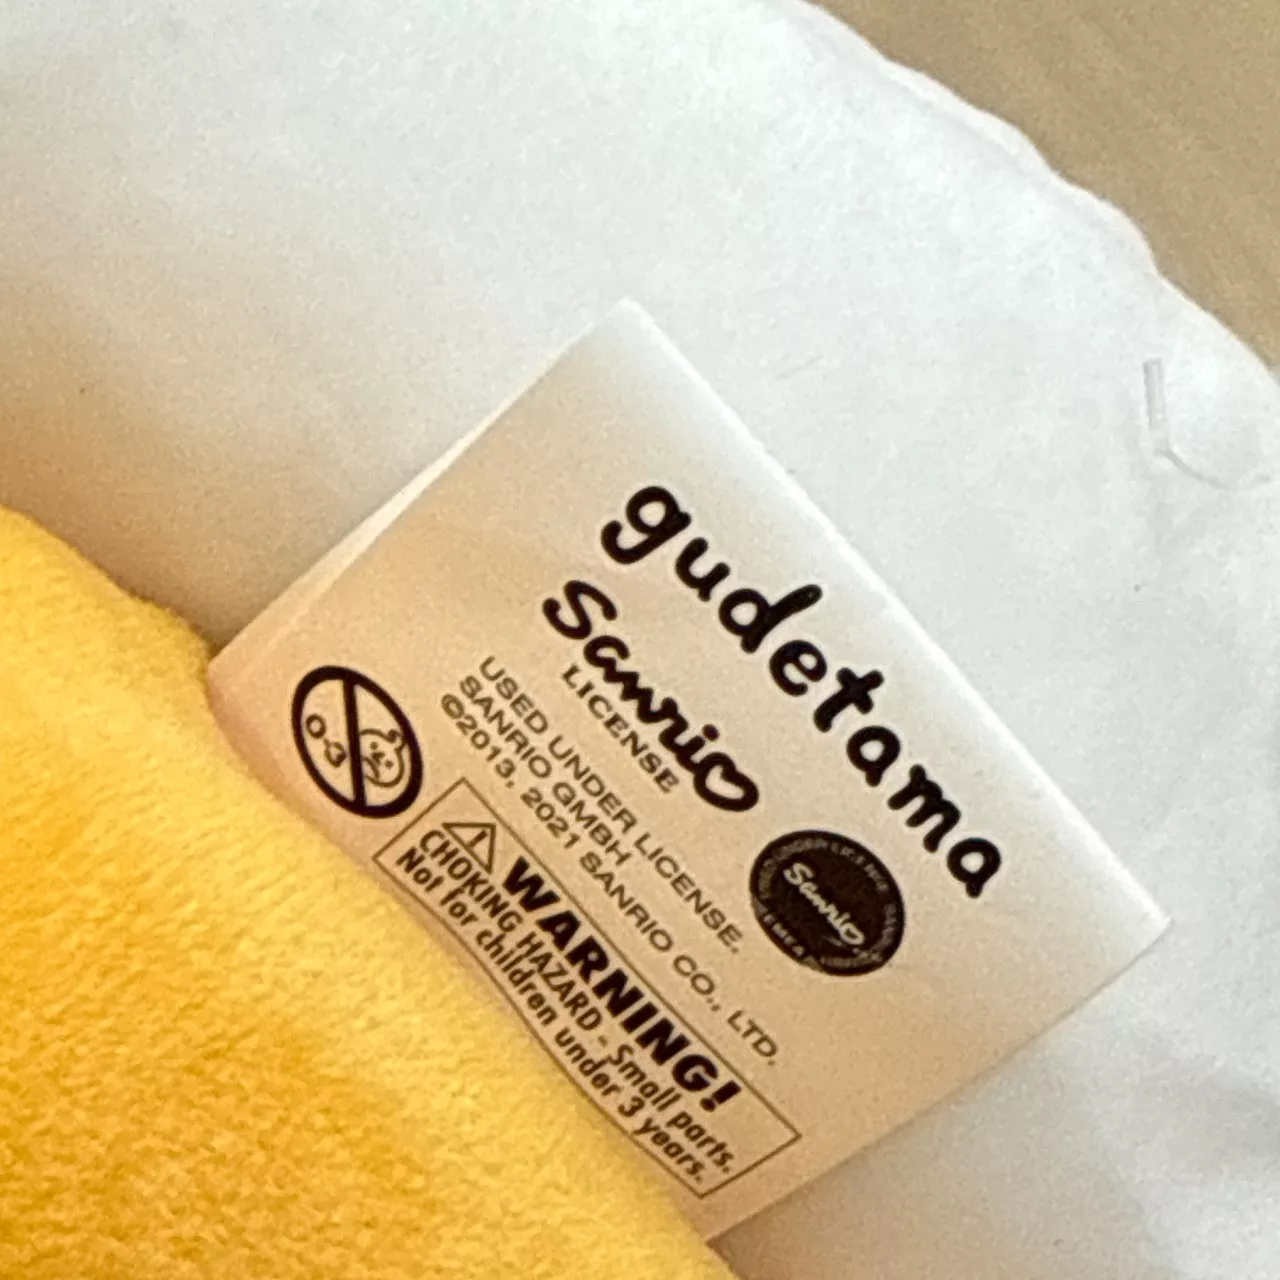 gudetama
Sanrio
LICENSE
USED UNDER LICENSE.
SANRIO GMBH
©2013, 2021 SANRIO CO., LTD.
Sanrio
0-3
WARNING!
CHOKING HAZARD - Small parts.
Not for children under 3 years.